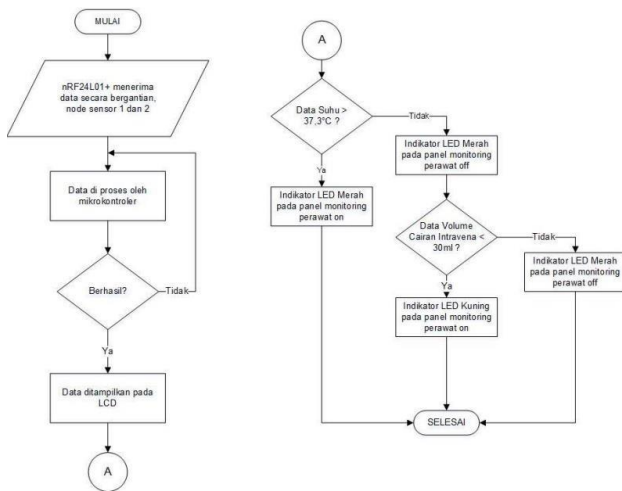 MULAI
nRF24L01+ menerima
data secara bergantian,
node sensor 1 dan 2
Data di proses oleh
mikrokontroler
Berhasil?
Tidak
Ya
Data ditampilkan pada
LCD
A
A
Data Suhu >
37,3°C ?
Tidak
Ya
Indikator LED Merah
pada panel monitoring
perawat on
Indikator LED Merah
pada panel monitoring
perawat off
Data Volume
Cairan Intravena <
30ml ?
Tidak
Ya
Indikator LED Merah
pada panel monitoring
perawat off
Indikator LED Kuning
pada panel monitoring
perawat on
SELESAI